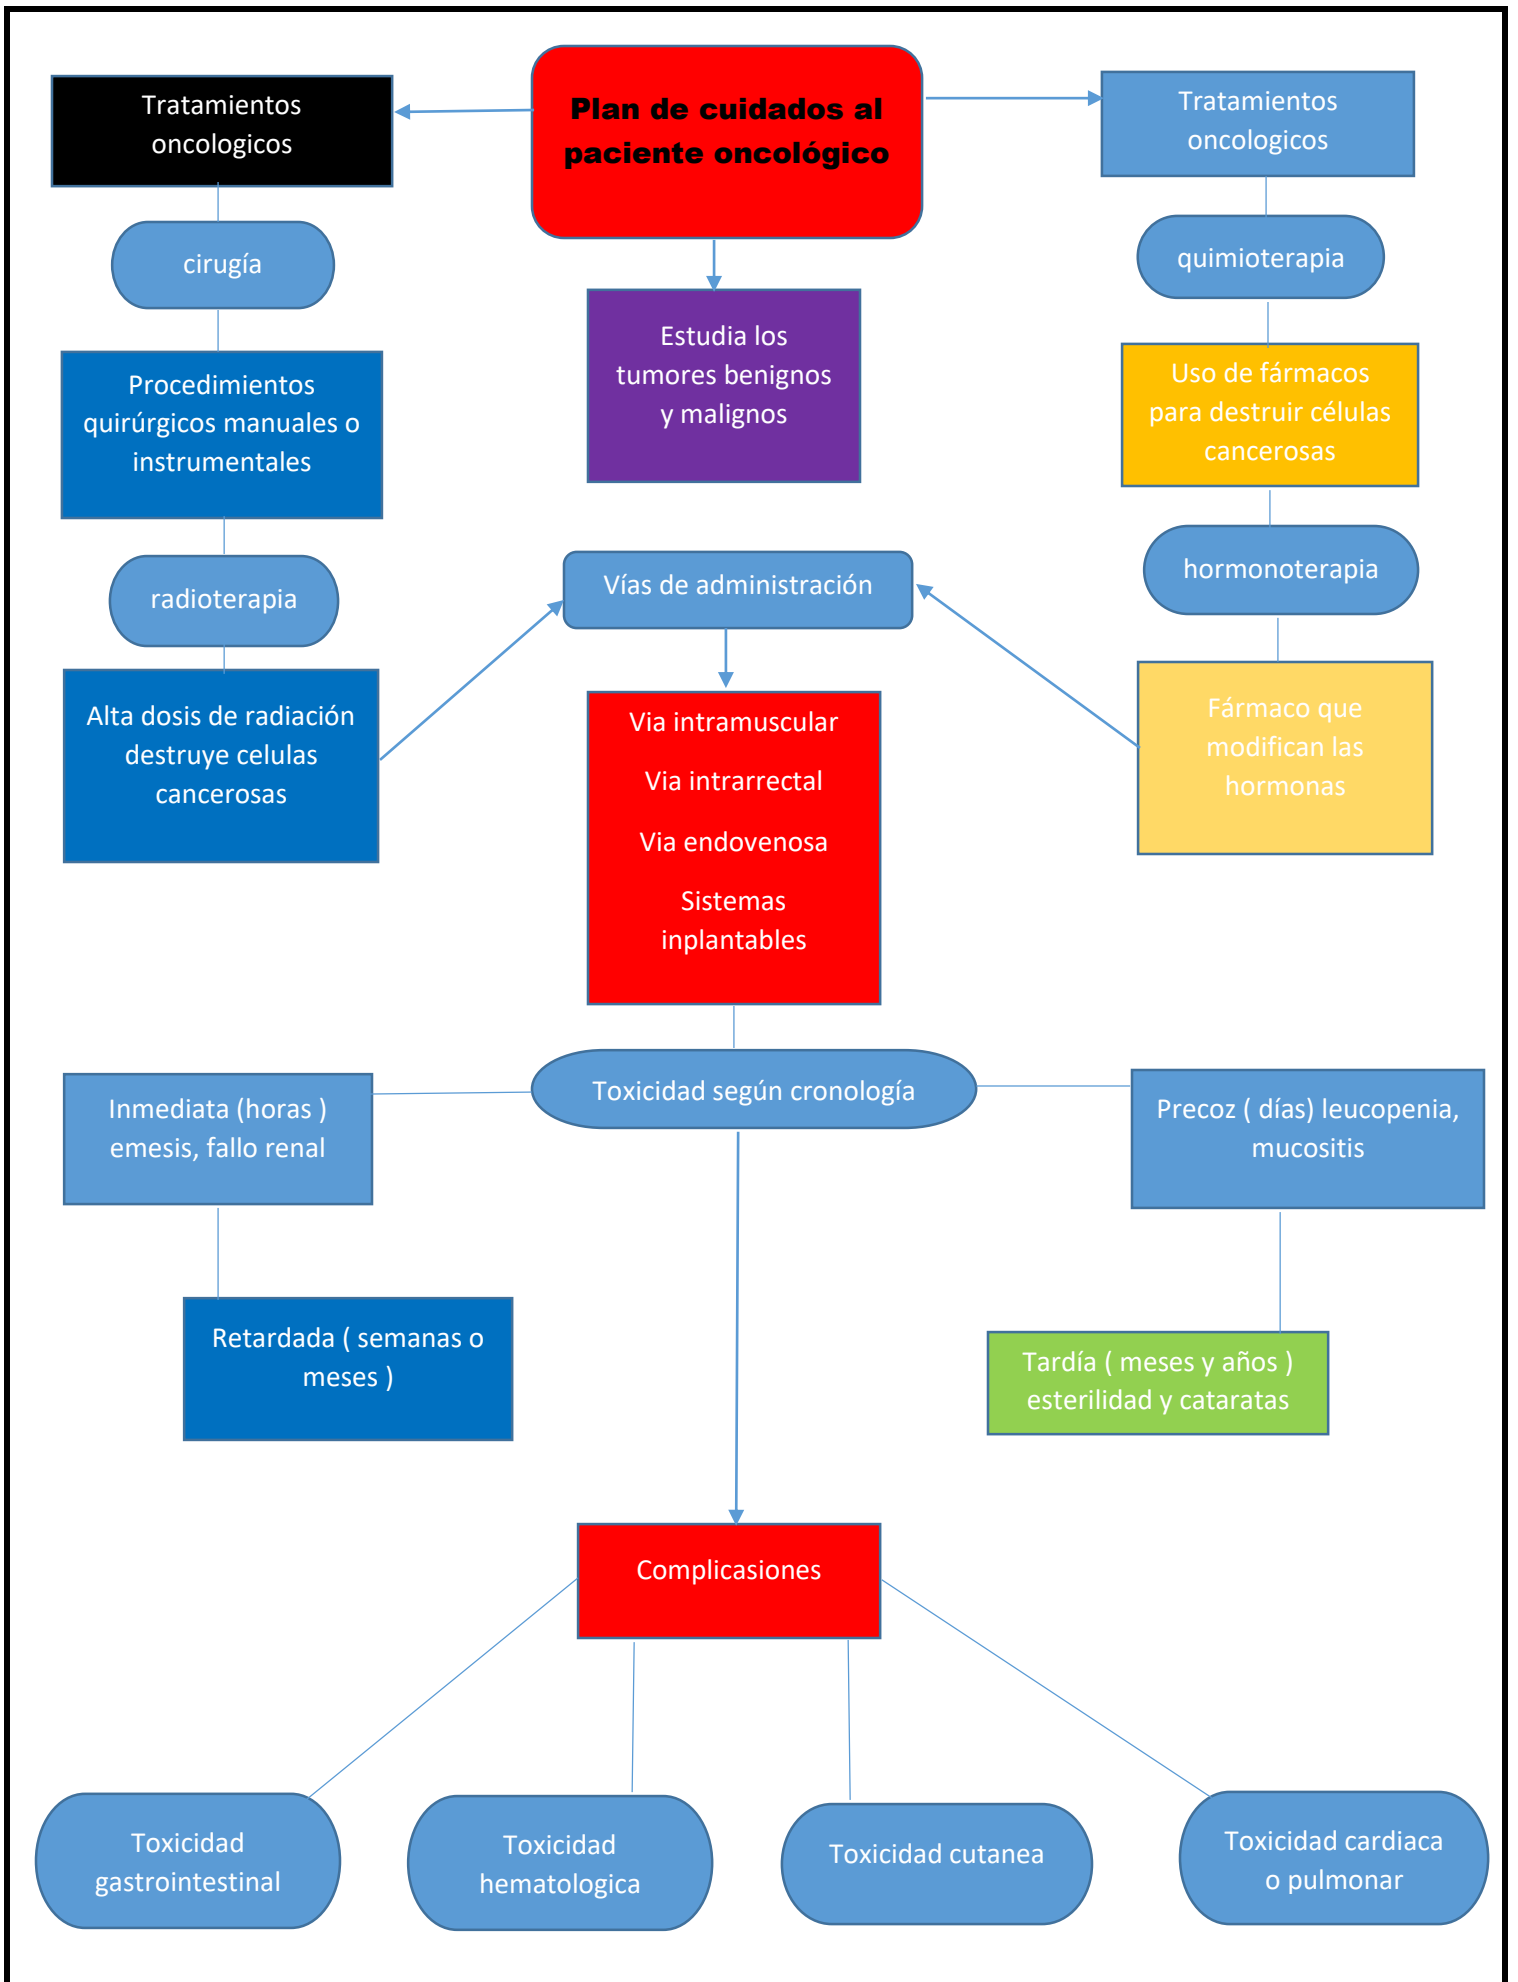 Plan de cuidados al
paciente oncológico
Tratamientos
oncologicos
Tratamientos
oncologicos
cirugía
quimioterapia
Estudia los
tumores benignos
y malignos
Procedimientos
quirúrgicos manuales o
instrumentales
Uso de fármacos
para destruir células
cancerosas
radioterapia
Vías de administración
hormonoterapia
Alta dosis de radiación
destruye celulas
cancerosas
Via intramuscular
Via intrarrectal
Via endovenosa
Sistemas
inplantables
Fármaco que
modifican las
hormonas
Toxicidad según cronología
Inmediata (horas )
emesis, fallo renal
Precoz ( días) leucopenia,
mucositis
Retardada ( semanas o
meses )
Tardía ( meses y años )
esterilidad y cataratas
Complicasiones
Toxicidad
gastrointestinal
Toxicidad
hematologica
Toxicidad cutanea
Toxicidad cardiaca
o pulmonar